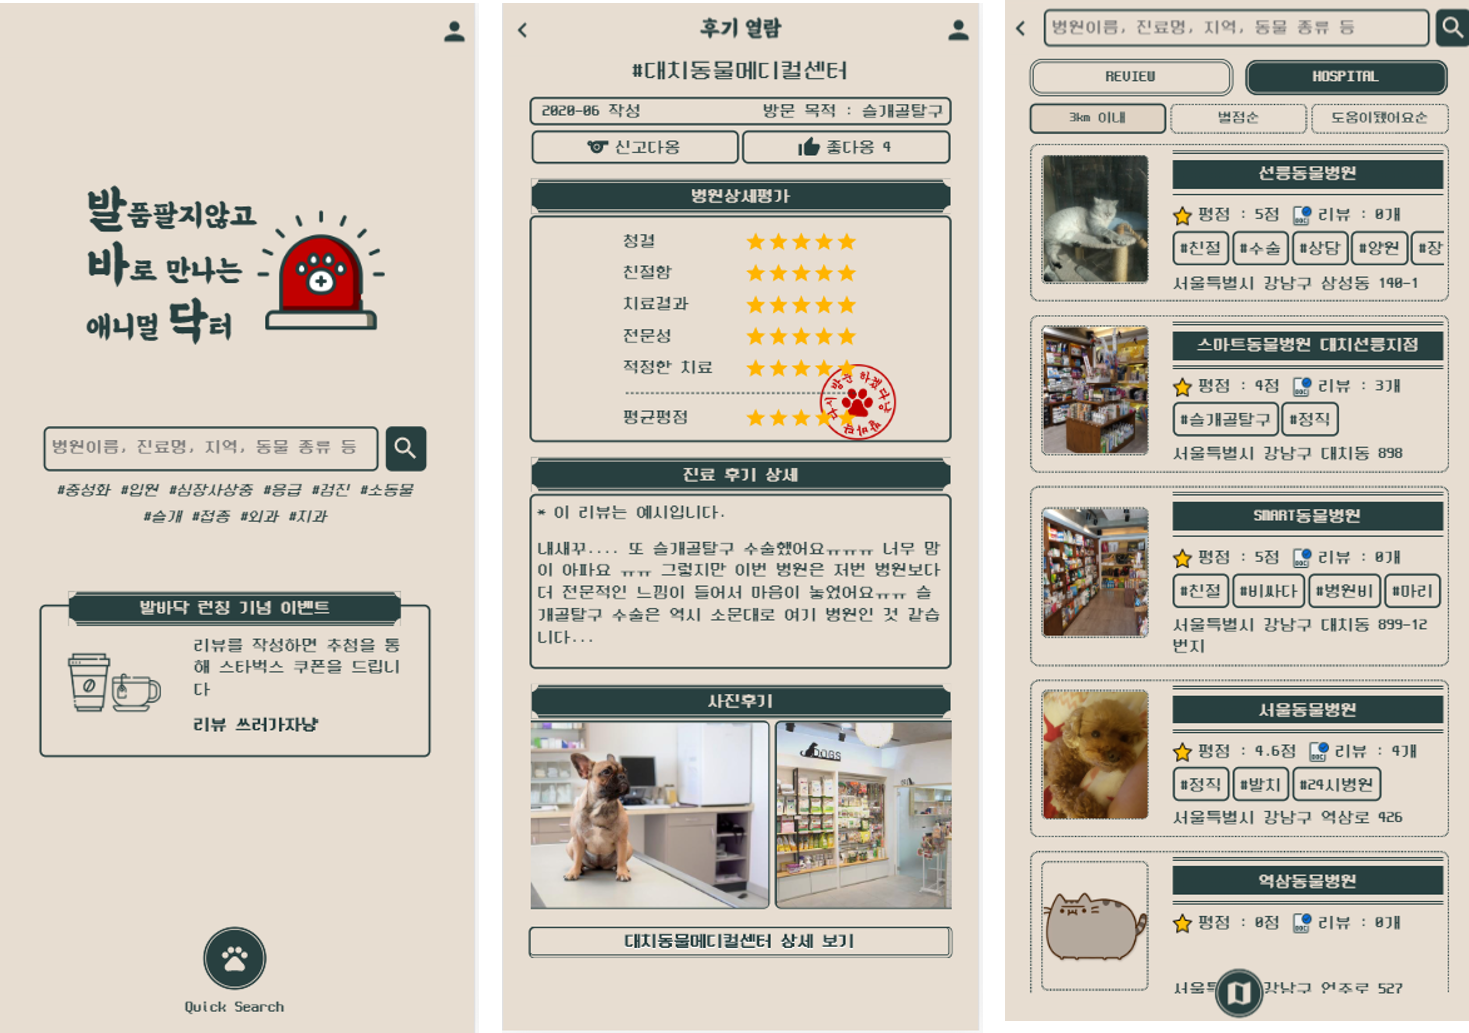 발품팔지않고
바로 만나는
애니멀 닥터
병원이름, 진료명, 지역, 동물 종류 등
#중성화 #입원 #심장사상충 #응급 #검진 #소동물
#슬개 #접종 #외과 #치과
발바닥 런칭 기념 이벤트
리뷰를 작성하면 추첨을 통
해 스타벅스 쿠폰을 드립니
다
리뷰 쓰러가자냥
Quick Search
후기 열람
#대치동물메디컬센터
2020-06 작성
방문 목적 : 슬개골탈구
신고다옹
좋다옹 4
병원상세평가
청결
친절함
치료결과
전문성
적정한 치료
평균평점
다시 방문 하겠다냥
발바닥
진료 후기 상세
* 이 리뷰는 예시입니다.
내새꾸.... 또 슬개골탈구 수술했어요ㅠㅠㅠ 너무 맘
이 아파요 ㅠㅠ 그렇지만 이번 병원은 저번 병원보다
더 전문적인 느낌이 들어서 마음이 놓였어요ㅠㅠ 슬
개골탈구 수술은 역시 소문대로 여기 병원인 것 같습
니다...
사진후기
DOGS
대치동물메디컬센터 상세 보기
병원이름, 진료명, 지역, 동물 종류 등
REVIEW
HOSPITAL
3km 이내
별점순
도움이됐어요순
선릉동물병원
평점 : 5점 리뷰 : 0개
#친절 #수술 #상담 #양원 #장
서울특별시 강남구 삼성동 140-1
스마트동물병원 대치선릉지점
평점 : 4점 리뷰 : 3개
#슬개골탈구 #정직
서울특별시 강남구 대치동 898
SMART동물병원
평점 : 5점 리뷰 : 0개
#친절 #비싸다 #병원비 #마리
서울특별시 강남구 대치동 899-12
번지
서울동물병원
평점 : 4.6점 리뷰 : 4개
#정직 #발치 #24시병원
서울특별시 강남구 역삼로 426
역삼동물병원
평점 : 0점 리뷰 : 0개
서울특 강남구 언주로 527